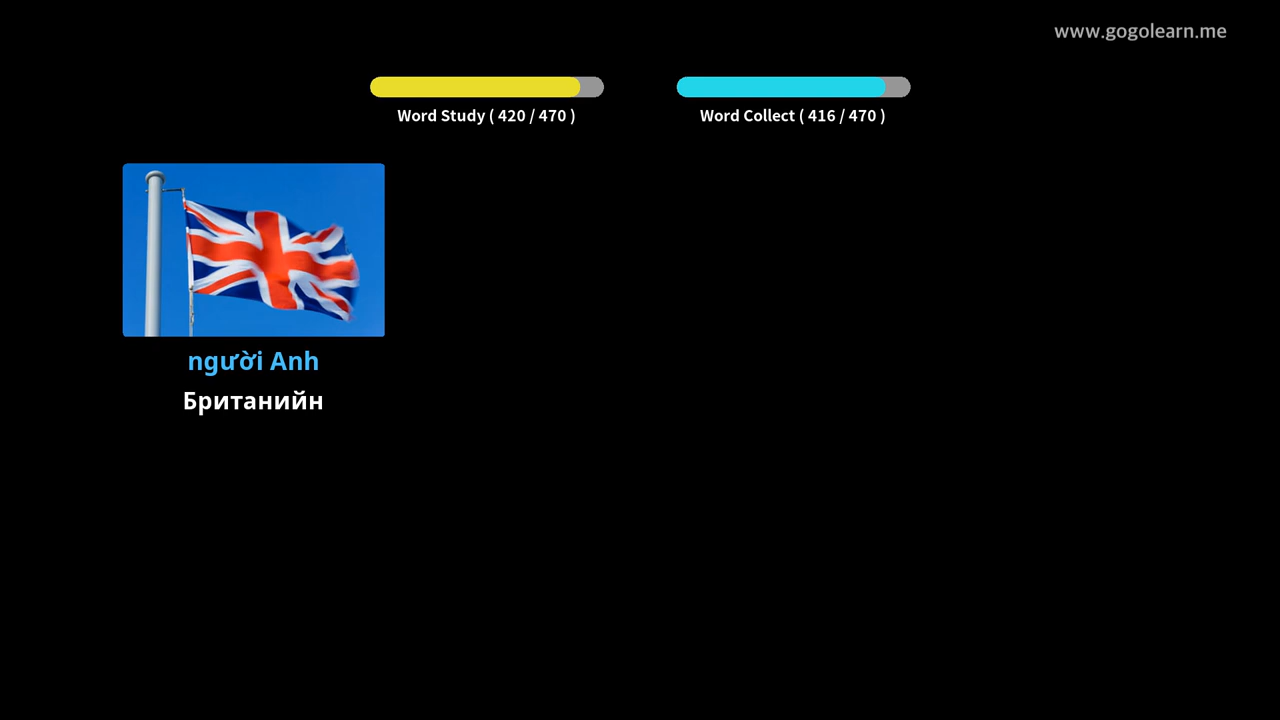 www.gogolearn.me
Word Study ( 420 / 470 )
Word Collect ( 416 / 470 )
người Anh
Британийн